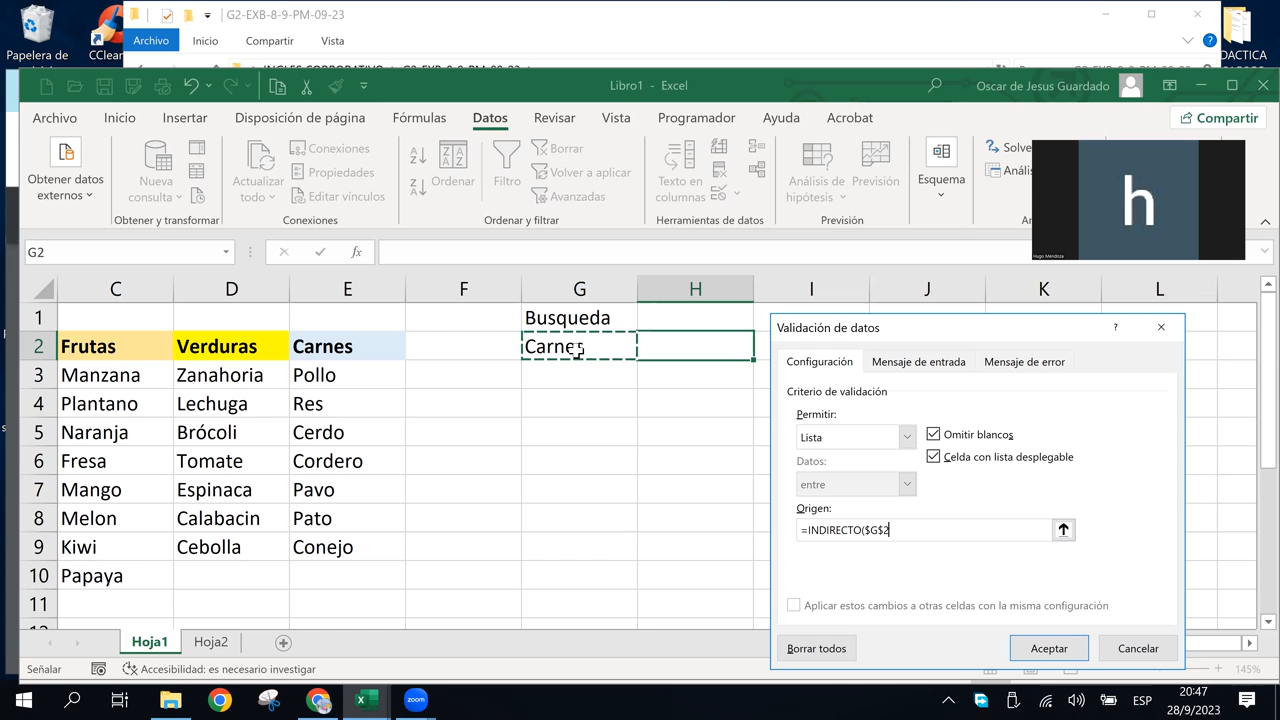 G2-EXB-8-9-PM-09-23
Papelera de
CClean
DACTICA
Archivo Inicio Compartir Vista
Libro1 - Excel
Oscar de Jesus Guardado
Archivo Inicio Insertar Disposición de página Fórmulas Datos Revisar Vista Programador Ayuda Acrobat
Compartir
Obtener datos externos
Nueva consulta
Obtener y transformar
Actualizar todo
Conexiones
Propiedades
Editar vínculos
Conexiones
Ordenar
Filtro
Borrar
Volver a aplicar
Avanzadas
Ordenar y filtrar
Texto en columnas
Herramientas de datos
Análisis de hipótesis
Previsión
Previsión
Esquema
Solve
Anális
h
Hugo Mendoza
G2
fx
C D E F G H I J K L
1 Busqueda
2 Frutas Verduras Carnes Carnes
3 Manzana Zanahoria Pollo
4 Plantano Lechuga Res
5 Naranja Brócoli Cerdo
6 Fresa Tomate Cordero
7 Mango Espinaca Pavo
8 Melon Calabacin Pato
9 Kiwi Cebolla Conejo
10 Papaya
11
Validación de datos
?
Configuración Mensaje de entrada Mensaje de error
Criterio de validación
Permitir:
Lista
Omitir blancos
Datos:
Celda con lista desplegable
entre
Origen:
=INDIRECTO($G$2
Aplicar estos cambios a otras celdas con la misma configuración
Borrar todos Aceptar Cancelar
Hoja1 Hoja2
Señalar
Accesibilidad: es necesario investigar
145%
zoom
ESP
20:47
28/9/2023